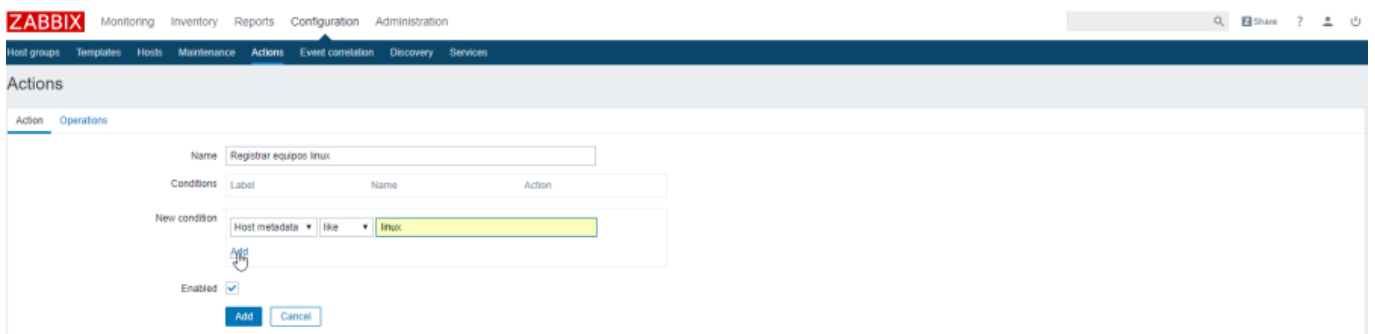 ZABBIX Monitoring Inventory Reports Configuration Administration Share ?
Host groups Templates Hosts Maintenance Actions Event correlation Discovery Services
Actions
Action Operations
Name Registrar equipos linux
Conditions Label Name Action
New condition Host metadata like linux
Add
Enabled
Add Cancel